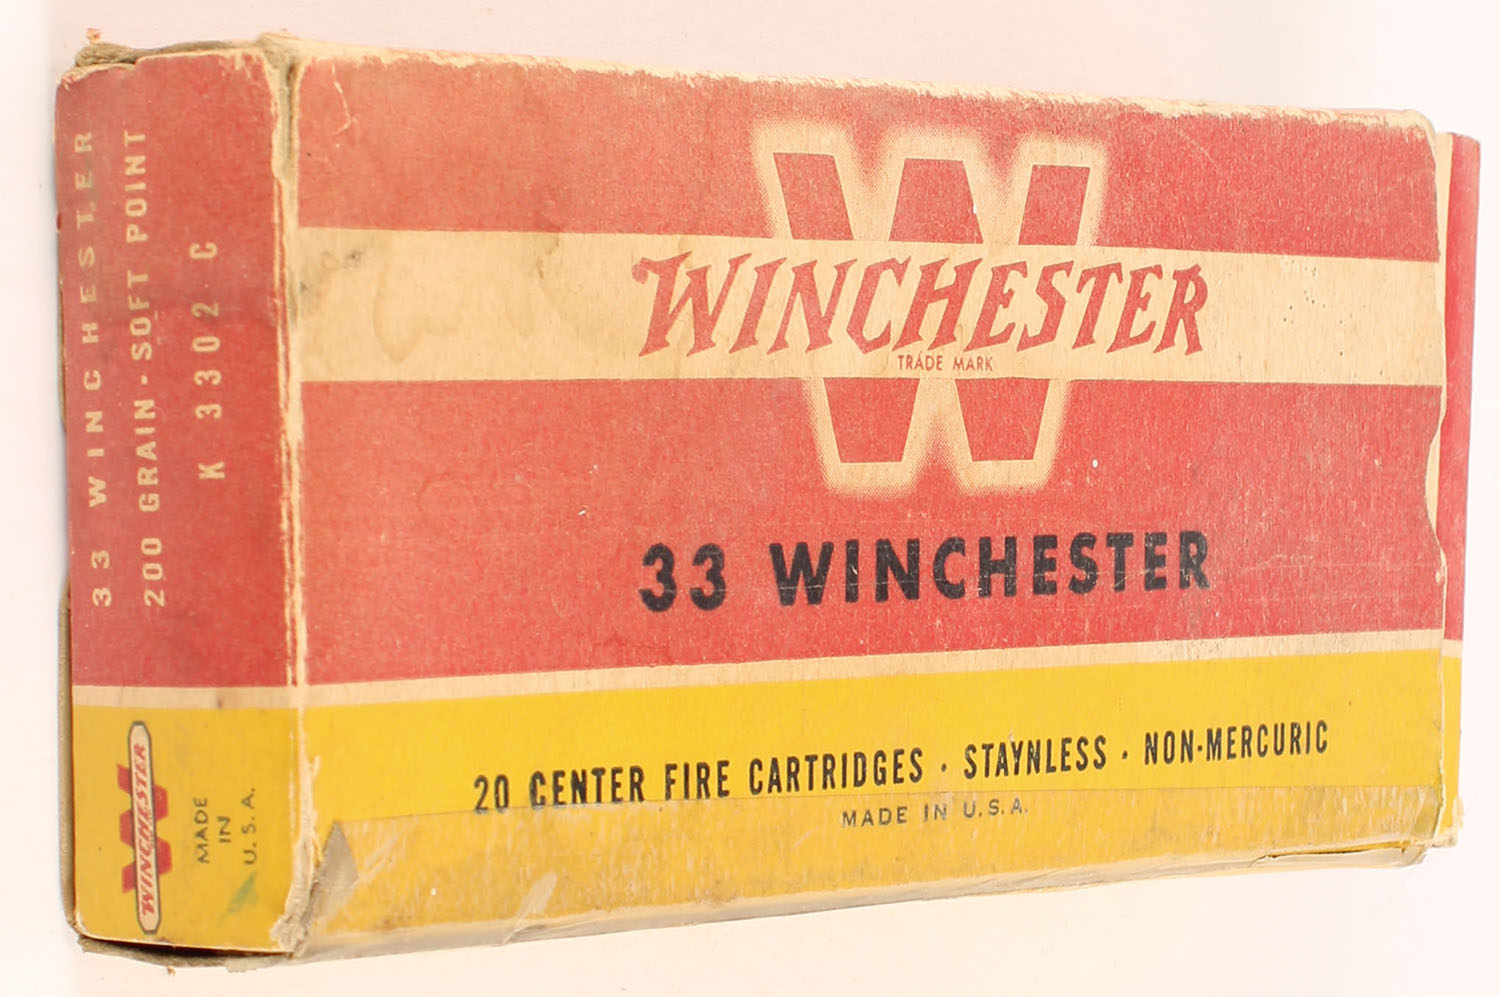 WINCHESTER
TRADE MARK
33 WINCHESTER
20 CENTER FIRE CARTRIDGES · STAYNLESS · NON-MERCURIC
MADE IN U.S.A.
33 WINCHESTER
200 GRAIN-SOFT POINT
K 3302 C
WINCHESTER
MADE
IN
U.S.A.